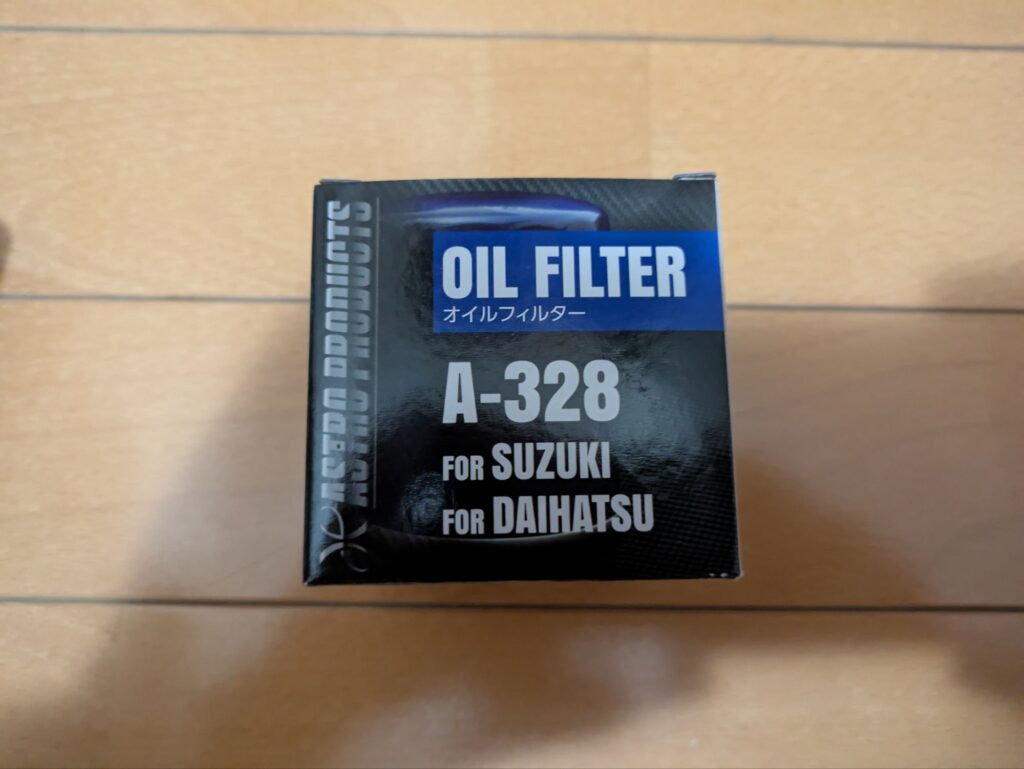 ASTRO PRODUCTS
OIL FILTER
オイルフィルター
A-328
FOR SUZUKI
FOR DAIHATSU